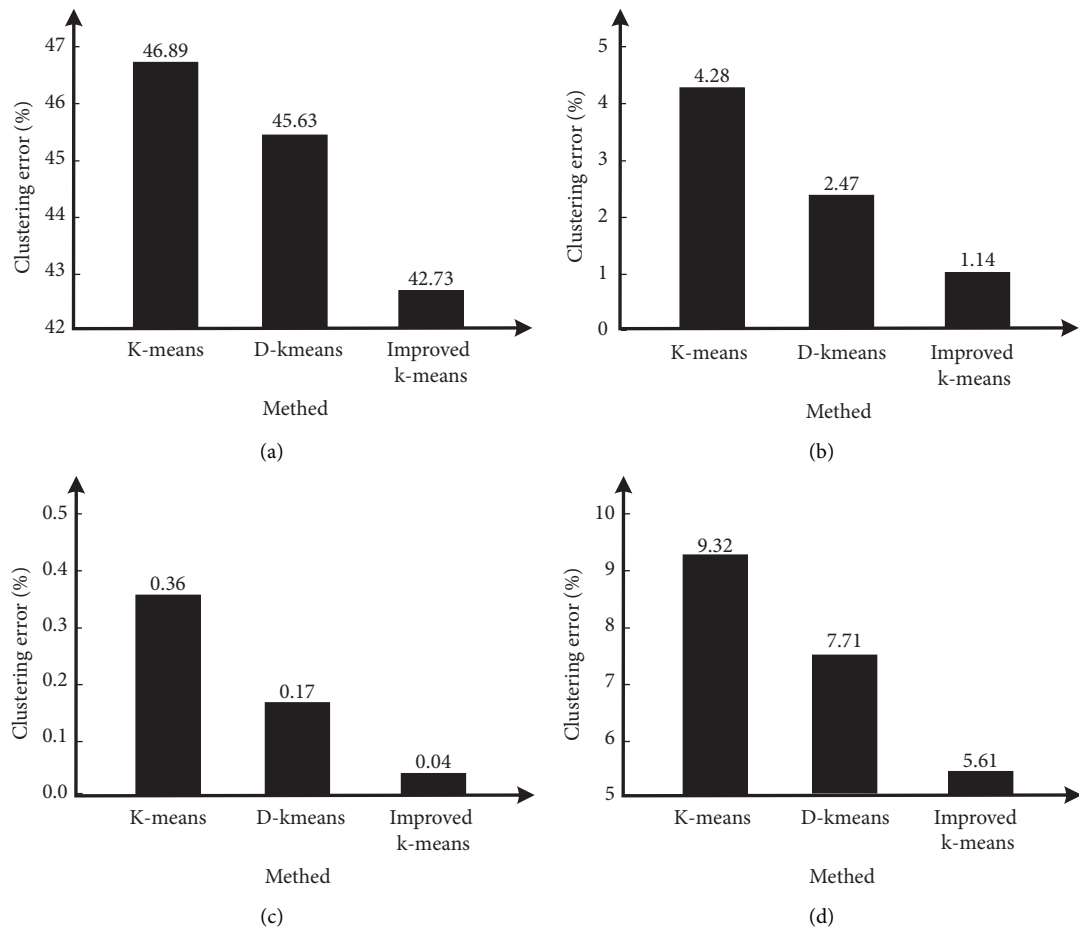 Clustering error (%)
47
46
45
44
43
42
46.89
45.63
42.73
K-means
D-kmeans
Improved
k-means
Methed
(a)
Clustering error (%)
5
4
3
2
1
0
4.28
2.47
1.14
K-means
D-kmeans
Improved
k-means
Methed
(b)
Clustering error (%)
0.5
0.4
0.3
0.2
0.1
0.0
0.36
0.17
0.04
K-means
D-kmeans
Improved
k-means
Methed
(c)
Clustering error (%)
10
9
8
7
6
5
9.32
7.71
5.61
K-means
D-kmeans
Improved
k-means
Methed
(d)